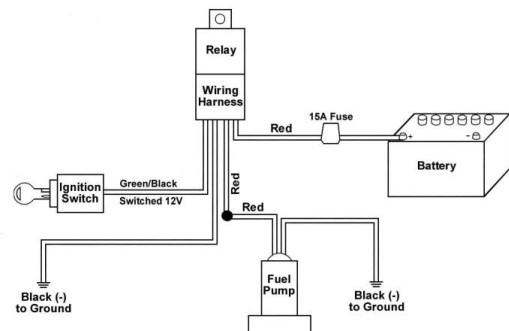 Relay
Wiring
Harness
15A Fuse
Red
+
-
Battery
Ignition
Switch
Green/Black
Switched 12V
Red
Red
Black (-)
to Ground
Fuel
Pump
Black (-)
to Ground